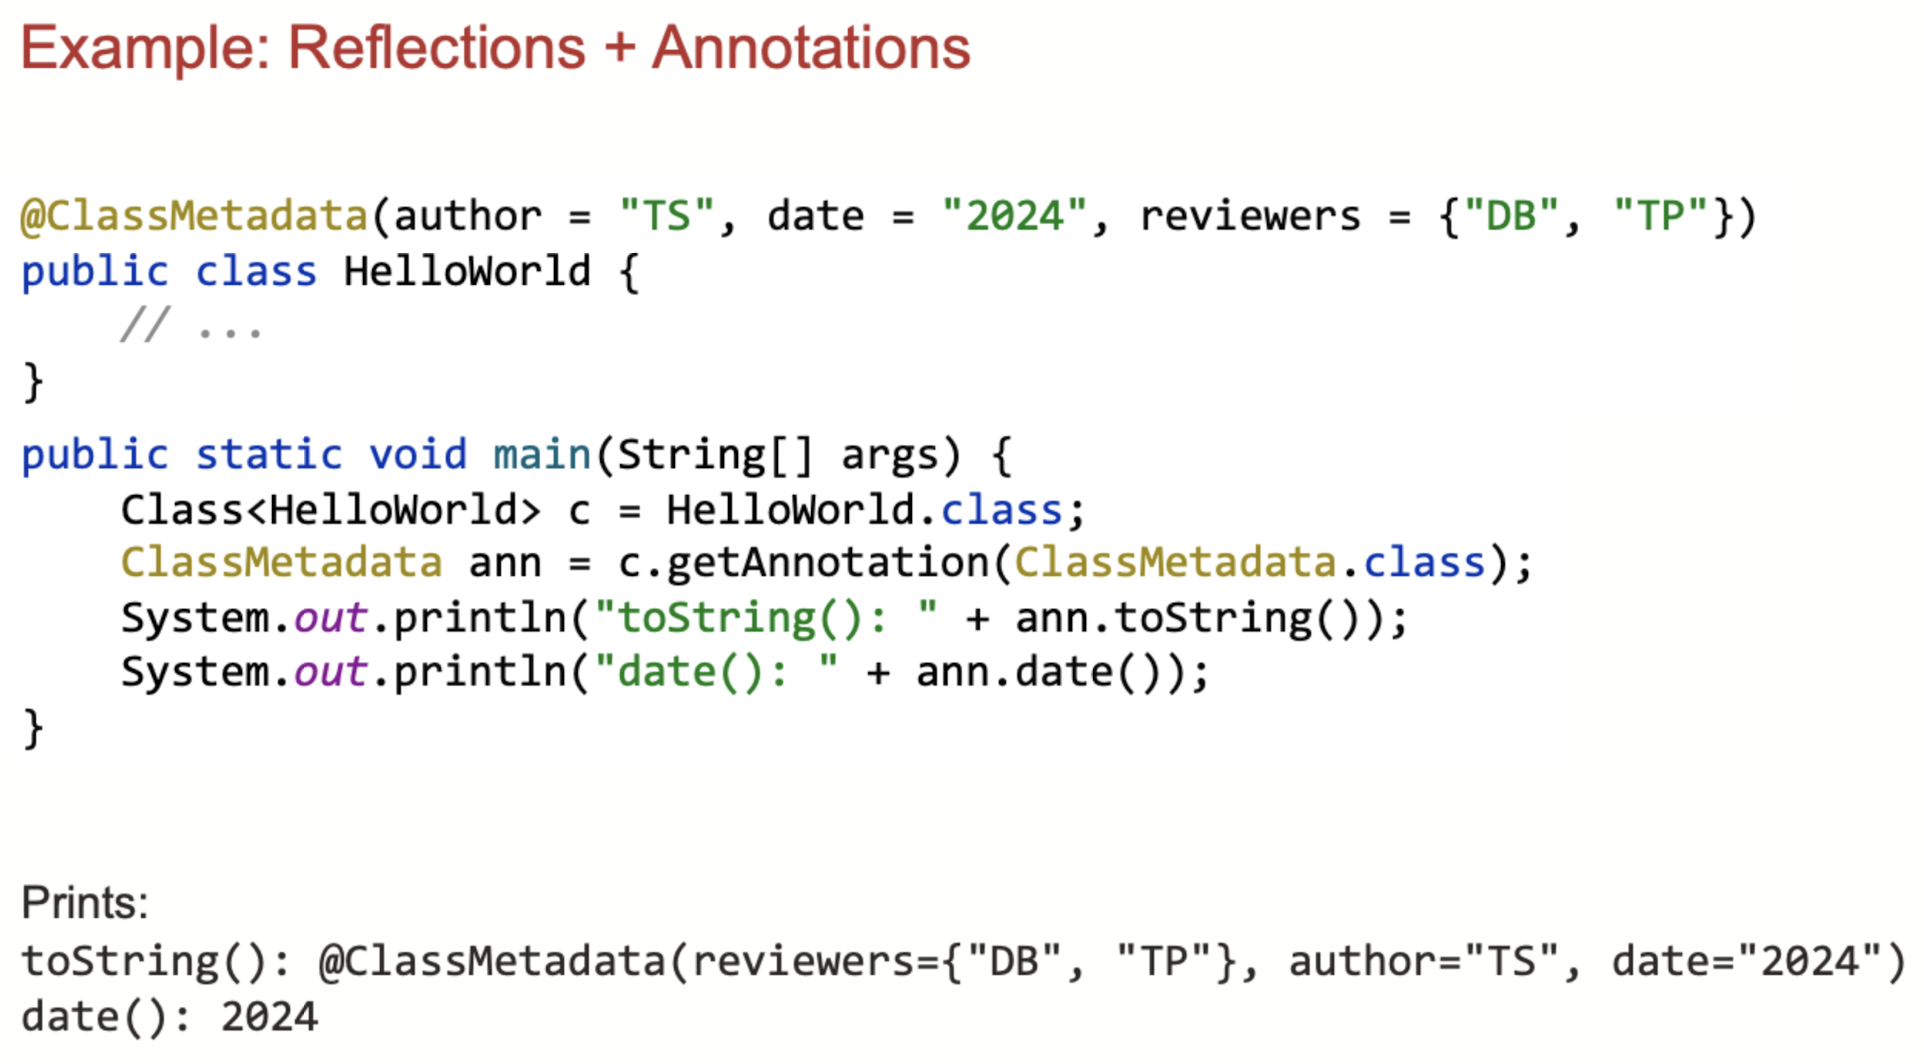 Example: Reflections + Annotations
@ClassMetadata(author = "TS", date = "2024", reviewers = {"DB", "TP"})
public class HelloWorld {
    // ...
}
public static void main(String[] args) {
    Class<HelloWorld> c = HelloWorld.class;
    ClassMetadata ann = c.getAnnotation(ClassMetadata.class);
    System.out.println("toString(): " + ann.toString());
    System.out.println("date(): " + ann.date());
}
Prints:
toString(): @ClassMetadata(reviewers={"DB", "TP"}, author="TS", date="2024")
date(): 2024